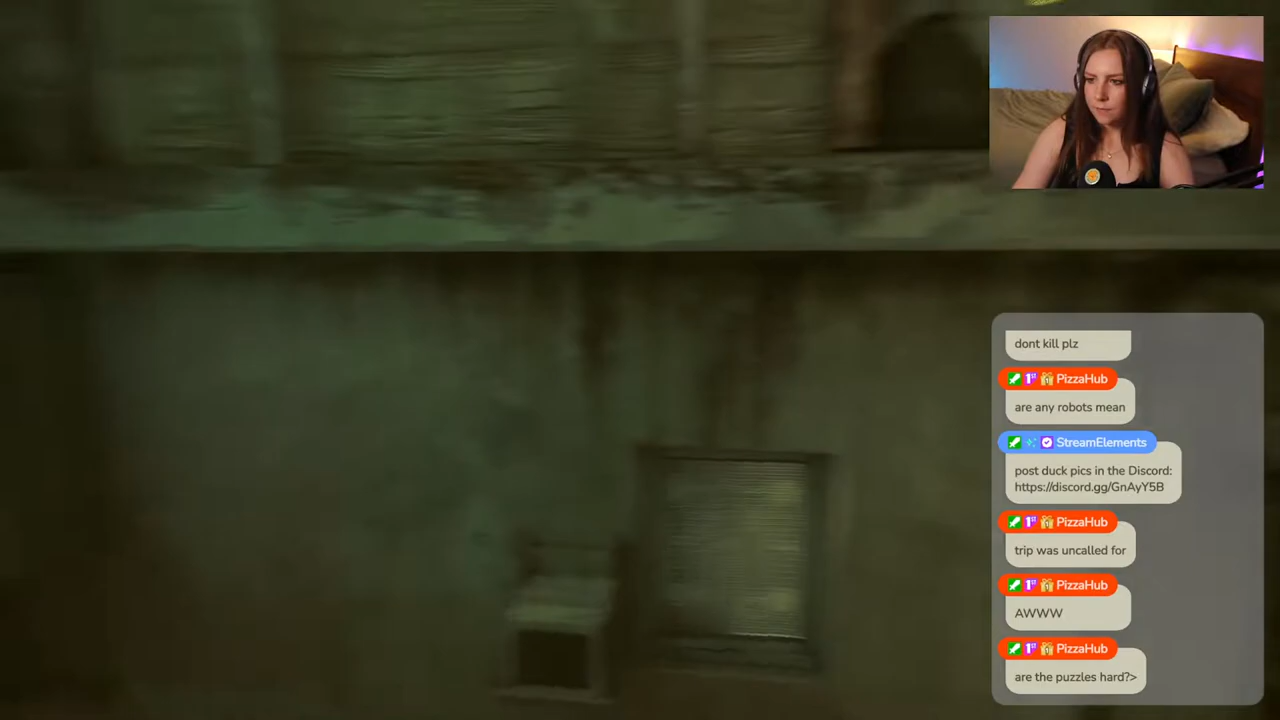 dont kill plz
PizzaHub
are any robots mean
StreamElements
post duck pics in the Discord:
https://discord.gg/GnAyY5B
PizzaHub
trip was uncalled for
PizzaHub
AWWW
PizzaHub
are the puzzles hard?>